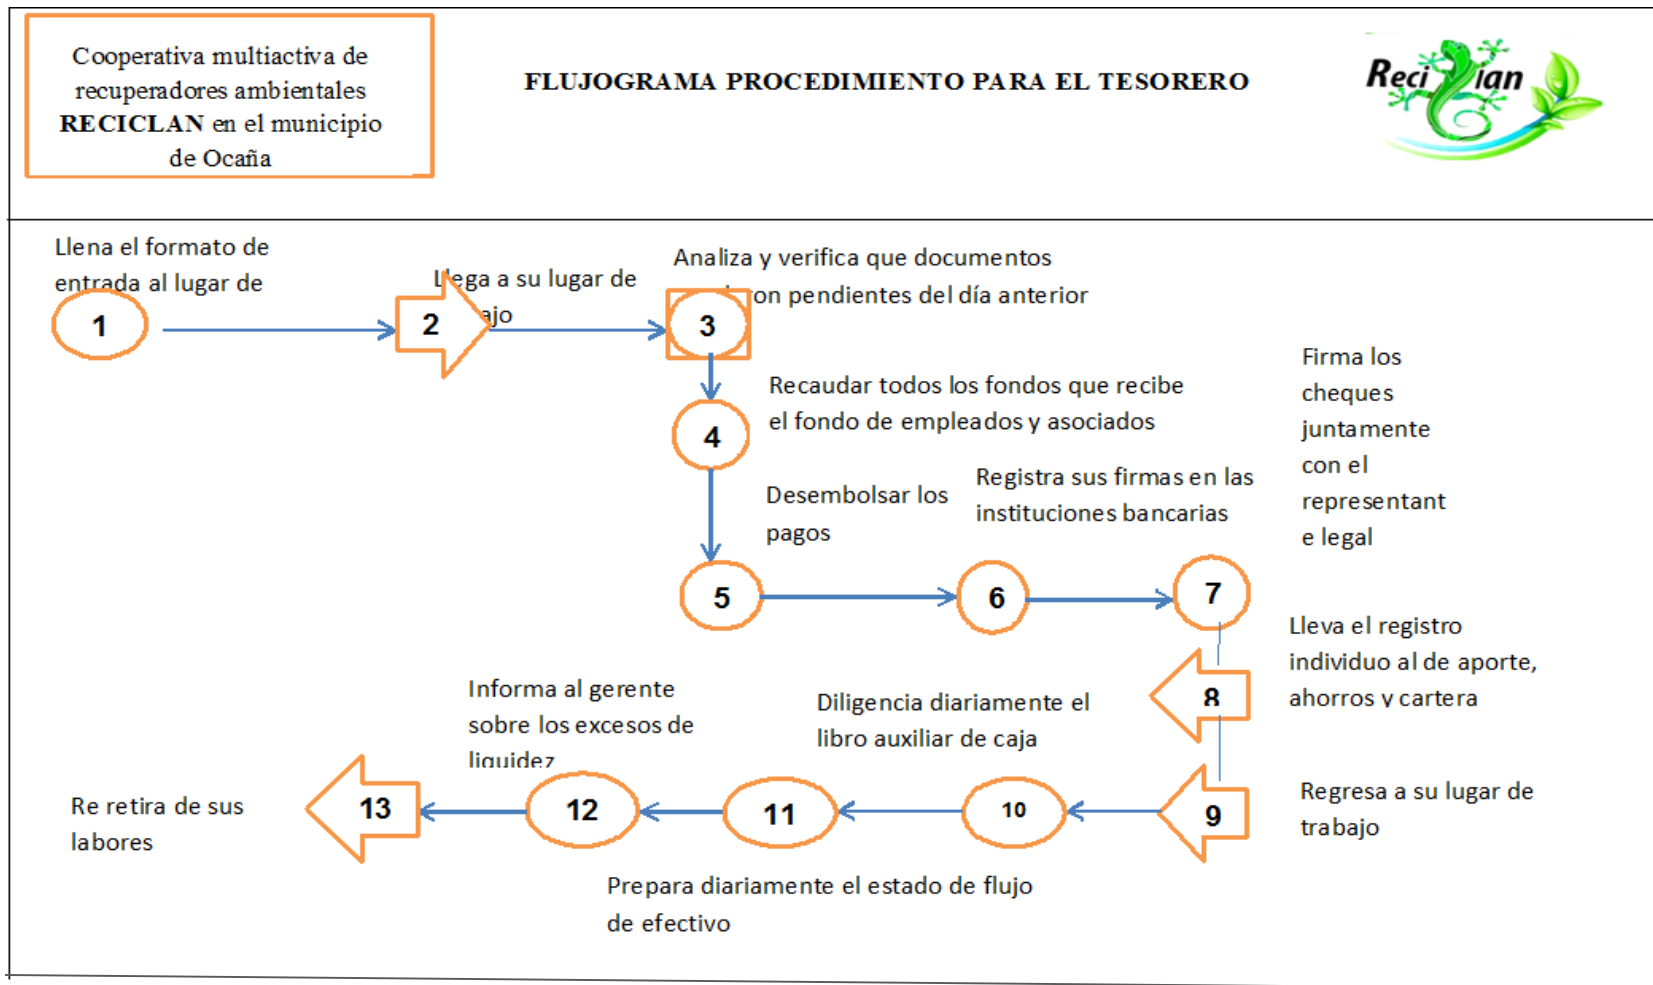 Cooperativa multiactiva de
recuperadores ambientales
RECICLAN en el municipio
de Ocaña
FLUJOGRAMA PROCEDIMIENTO PARA EL TESORERO
Reci lan
Llena el formato de
entrada al lugar de
1
Llega a su lugar de
ajo
2
Analiza y verifica que documentos
on pendientes del día anterior
3
Recaudar todos los fondos que recibe
el fondo de empleados y asociados
4
Desembolsar los
pagos
5
Registra sus firmas en las
instituciones bancarias
6
Firma los
cheques
juntamente
con el
representant
e legal
7
Lleva el registro
individuo al de aporte,
ahorros y cartera
8
Regresa a su lugar de
trabajo
9
Diligencia diariamente el
libro auxiliar de caja
10
Prepara diariamente el estado de flujo
de efectivo
11
Informa al gerente
sobre los excesos de
liquidez
12
Re retira de sus
labores
13